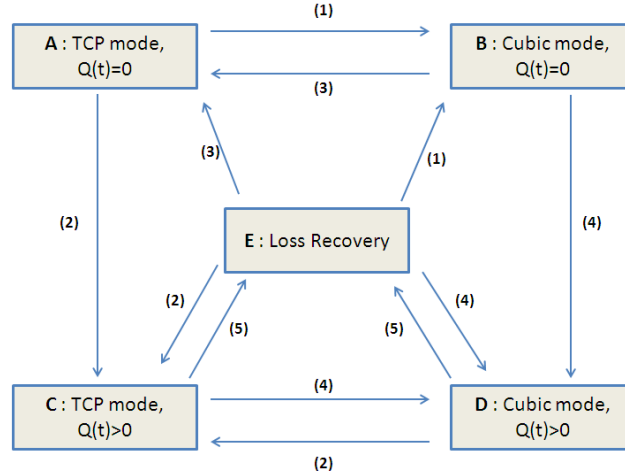 (1)
A : TCP mode,
Q(t)=0
B : Cubic mode,
Q(t)=0
(3)
(3)
(1)
(2)
(4)
E : Loss Recovery
(2)
(4)
(5)
(5)
C : TCP mode,
Q(t)>0
(4)
D : Cubic mode,
Q(t)>0
(2)